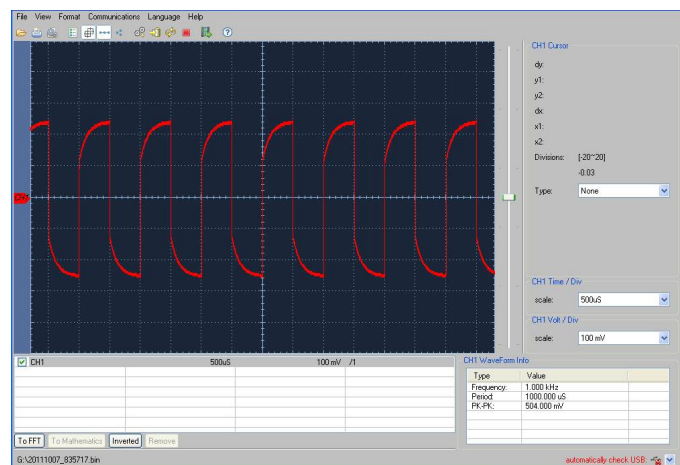 File View Format Communications Language Help
CH1 Cursor
dy:
y1:
y2:
dx:
x1:
x2:
Divisions: [-20~20]
-0.03
Type: None
CH1
CH1 Time / Div
scale: 500uS
CH1 Volt / Div
scale: 100 mV
CH1 500uS 100 mV /1
CH1 WaveForm Info
Type Value
Frequency: 1.000 kHz
Period: 1000.000 uS
PK-PK: 504.000 mV
To FFT To Mathematics Inverted Remove
G:\20111007_835717.bin
automatically check USB: